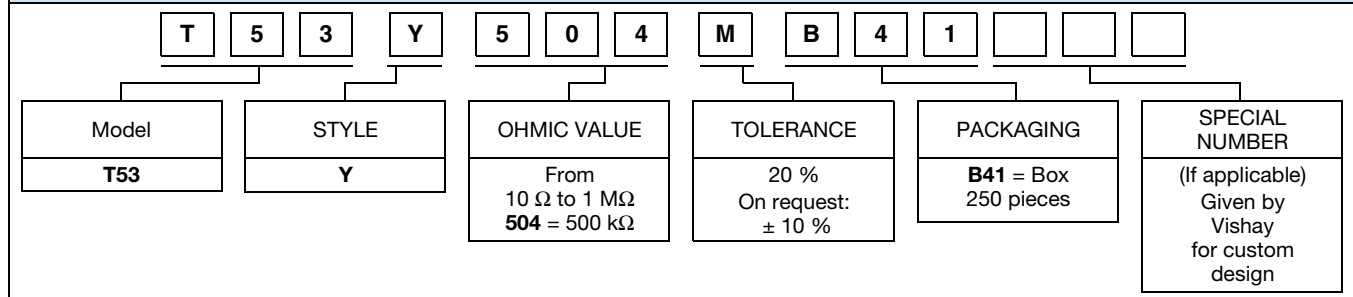 T 5 3 Y 5 0 4 M B 4 1
Model
T53
STYLE
Y
OHMIC VALUE
From
10 Ω to 1 MΩ
504 = 500 kΩ
TOLERANCE
20 %
On request:
± 10 %
PACKAGING
B41 = Box
250 pieces
SPECIAL
NUMBER
(If applicable)
Given by
Vishay
for custom
design